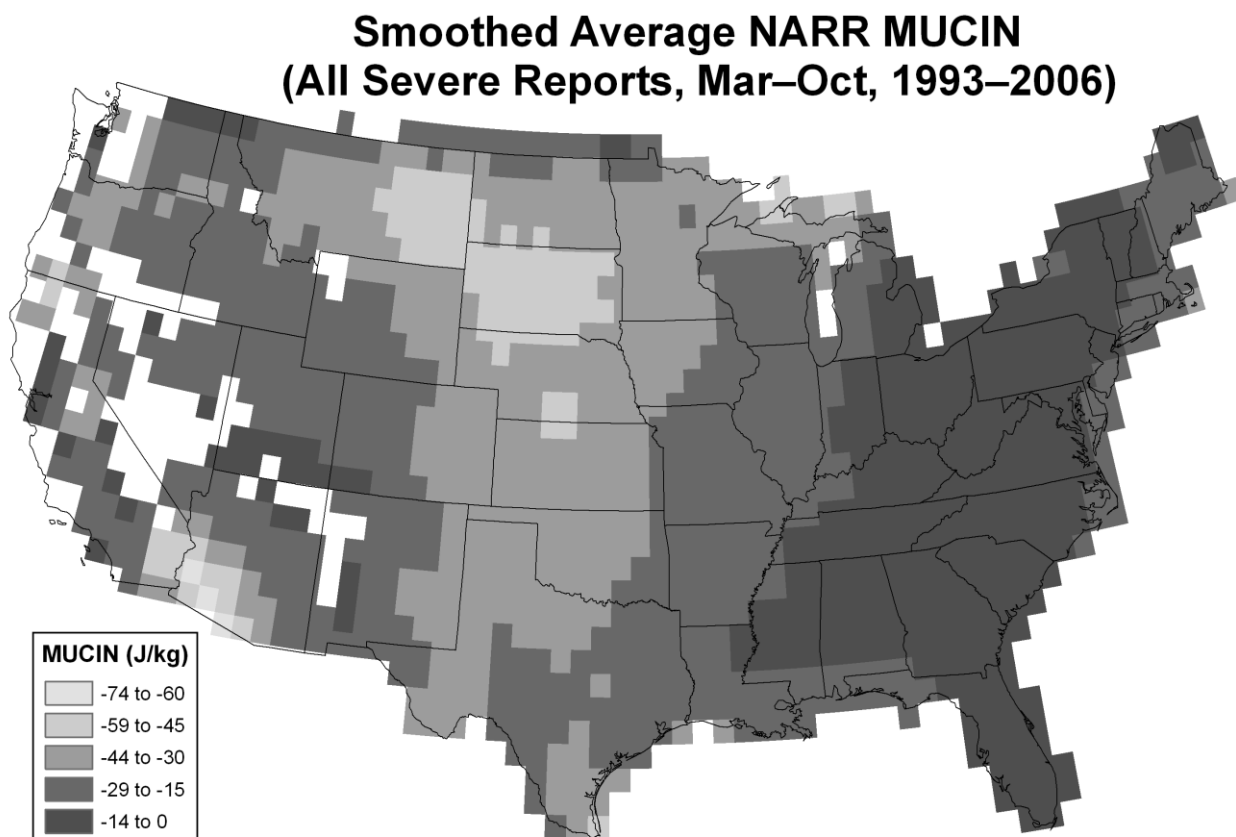 Smoothed Average NARR MUCIN
(All Severe Reports, Mar–Oct, 1993–2006)
MUCIN (J/kg)
-74 to -60
-59 to -45
-44 to -30
-29 to -15
-14 to 0